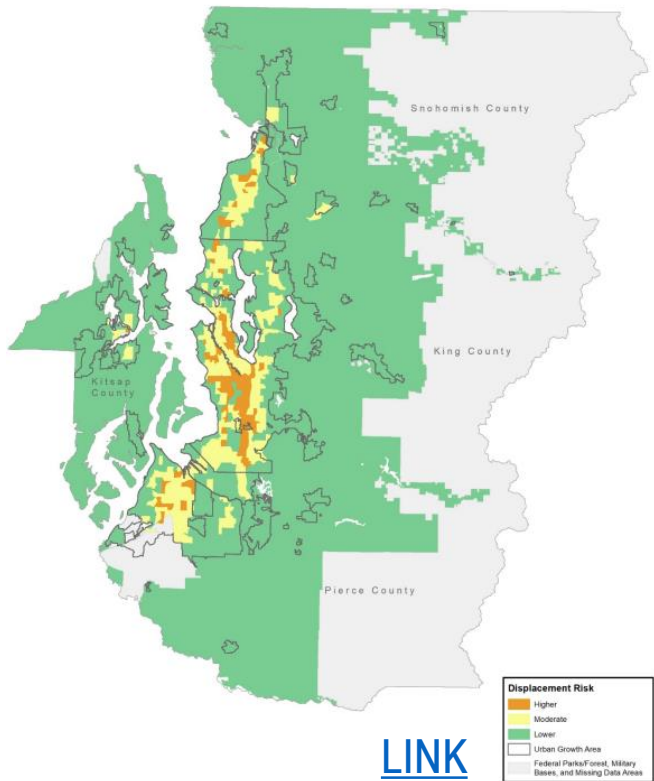 Snohomish County
King County
Kitsap
County
Pierce County
Displacement Risk
Higher
Moderate
Lower
Urban Growth Area
Federal Parks/Forest, Military
Bases, and Missing Data Areas
LINK